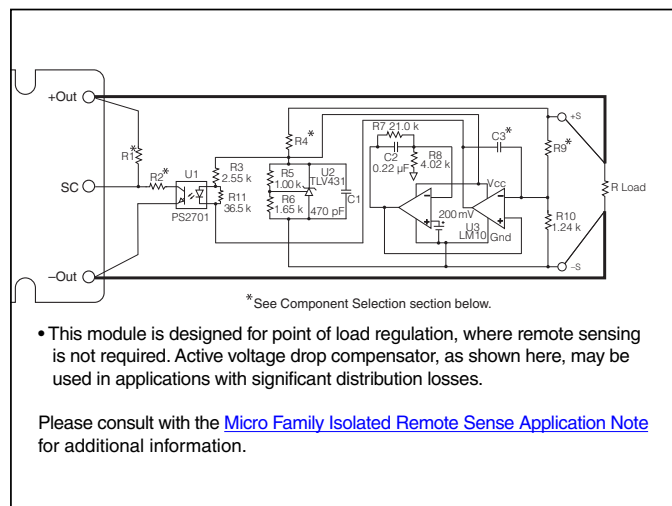 +Out
SC
–Out
R1*
R2*
U1
PS2701
R3
2.55 k
R11
36.5 k
R4*
R5
1.00 k
R6
1.65 k
U2
TLV431
470 pF
C1
R7 21.0 k
C2
0.22 µF
R8
4.02 k
C3*
Vcc
200 mV
U3
LM10
Gnd
R9*
R10
1.24 k
+S
–S
R Load
*See Component Selection section below.
• This module is designed for point of load regulation, where remote sensing
is not required. Active voltage drop compensator, as shown here, may be
used in applications with significant distribution losses.
Please consult with the Micro Family Isolated Remote Sense Application Note
for additional information.